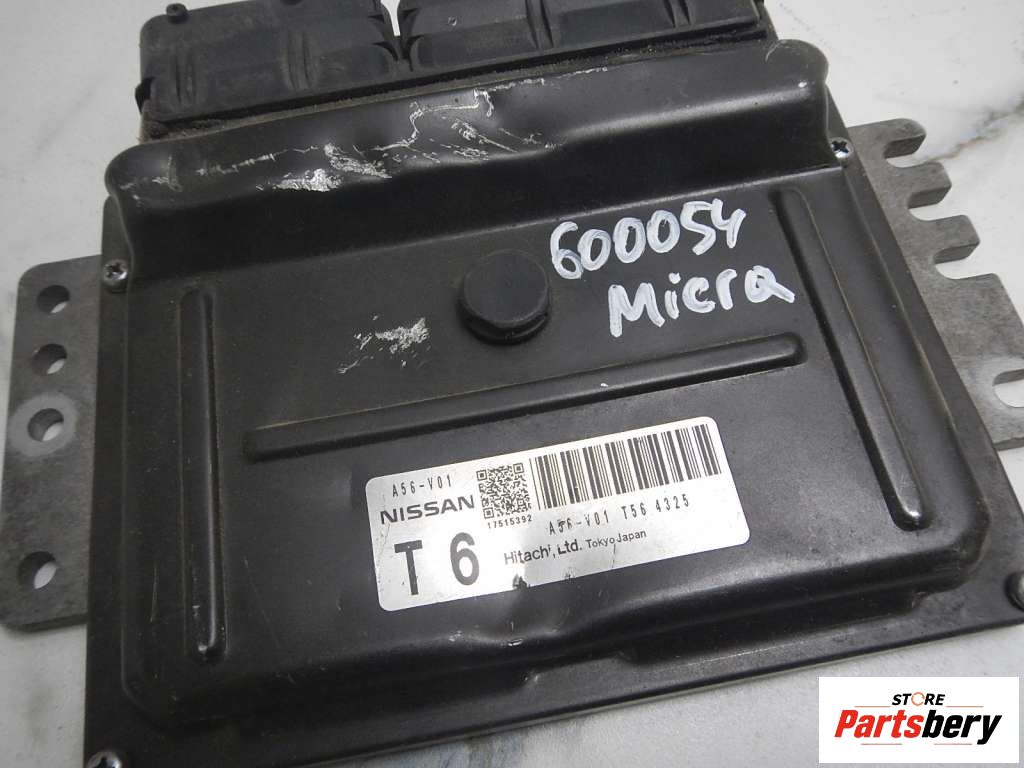 600054
Micra
A56-V01
NISSAN
17515392
A56-V01 T56 4325
T 6
Hitachi, Ltd. Tokyo Japan
STORE
Partsbery